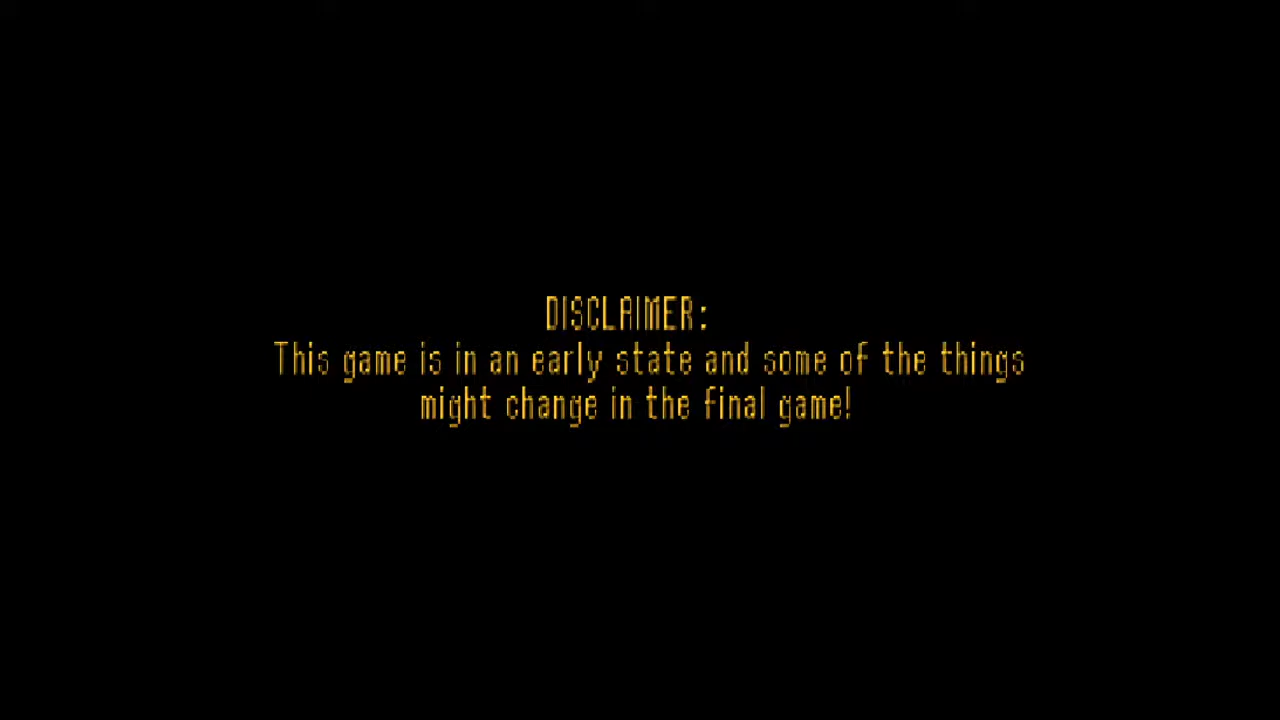 DISCLAIMER:
This game is in an early state and some of the things
might change in the final game!